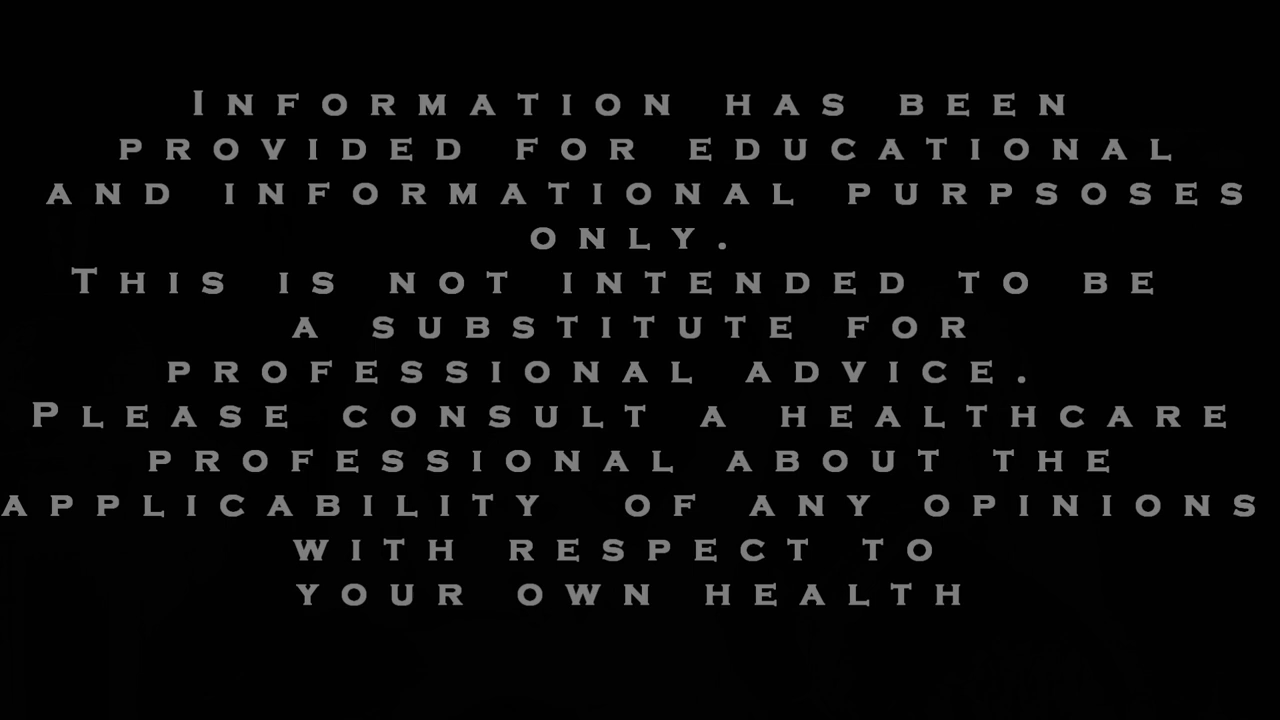 Information has been
provided for educational
and informational purpsoses
only.
This is not intended to be
a substitute for
professional advice.
Please consult a healthcare
professional about the
applicability of any opinions
with respect to
your own health